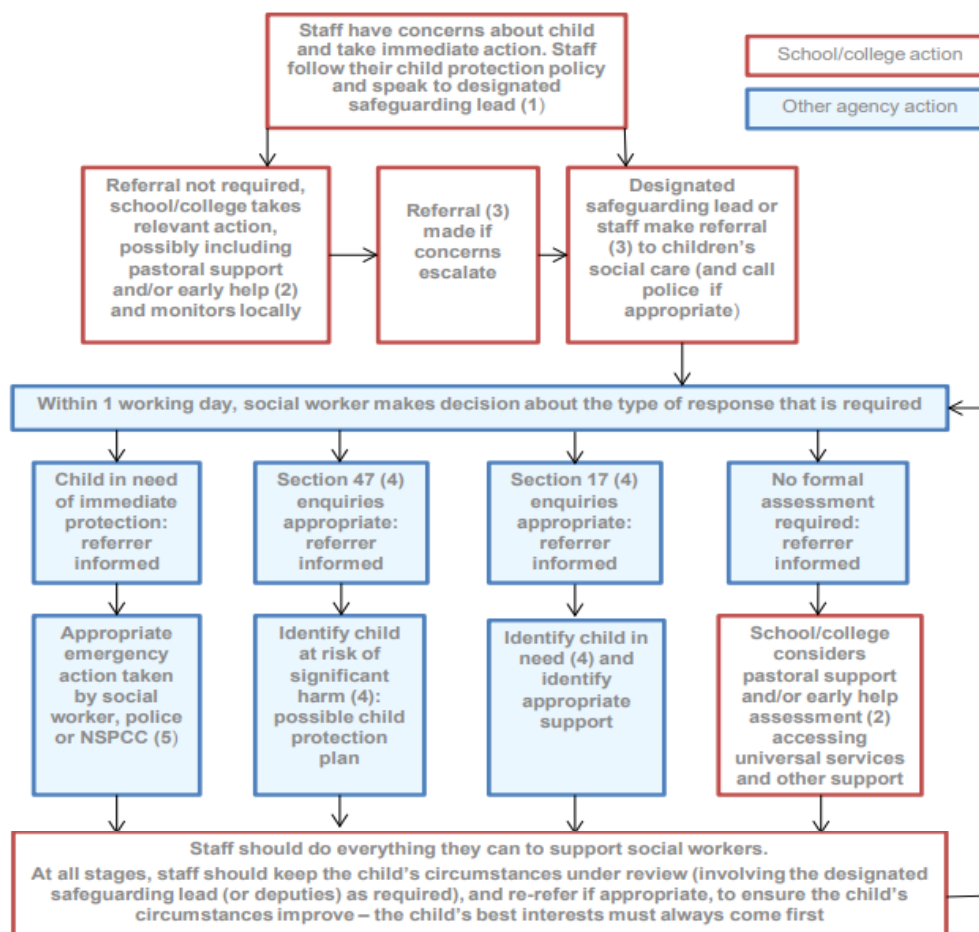 Staff have concerns about child
and take immediate action. Staff
follow their child protection policy
and speak to designated
safeguarding lead (1)
School/college action
Other agency action
Referral not required,
school/college takes
relevant action,
possibly including
pastoral support
and/or early help (2)
and monitors locally
Referral (3)
made if
concerns
escalate
Designated
safeguarding lead or
staff make referral
(3) to children’s
social care (and call
police if
appropriate)
Within 1 working day, social worker makes decision about the type of response that is required
Child in need
of immediate
protection:
referrer
informed
Section 47 (4)
enquiries
appropriate:
referrer
informed
Section 17 (4)
enquiries
appropriate:
referrer
informed
No formal
assessment
required:
referrer
informed
Appropriate
emergency
action taken
by social
worker, police
or NSPCC (5)
Identify child
at risk of
significant
harm (4):
possible child
protection
plan
Identify child in
need (4) and
identify
appropriate
support
School/college
considers
pastoral support
and/or early help
assessment (2)
accessing
universal services
and other support
Staff should do everything they can to support social workers.
At all stages, staff should keep the child’s circumstances under review (involving the designated
safeguarding lead (or deputies) as required), and re-refer if appropriate, to ensure the child’s
circumstances improve – the child’s best interests must always come first